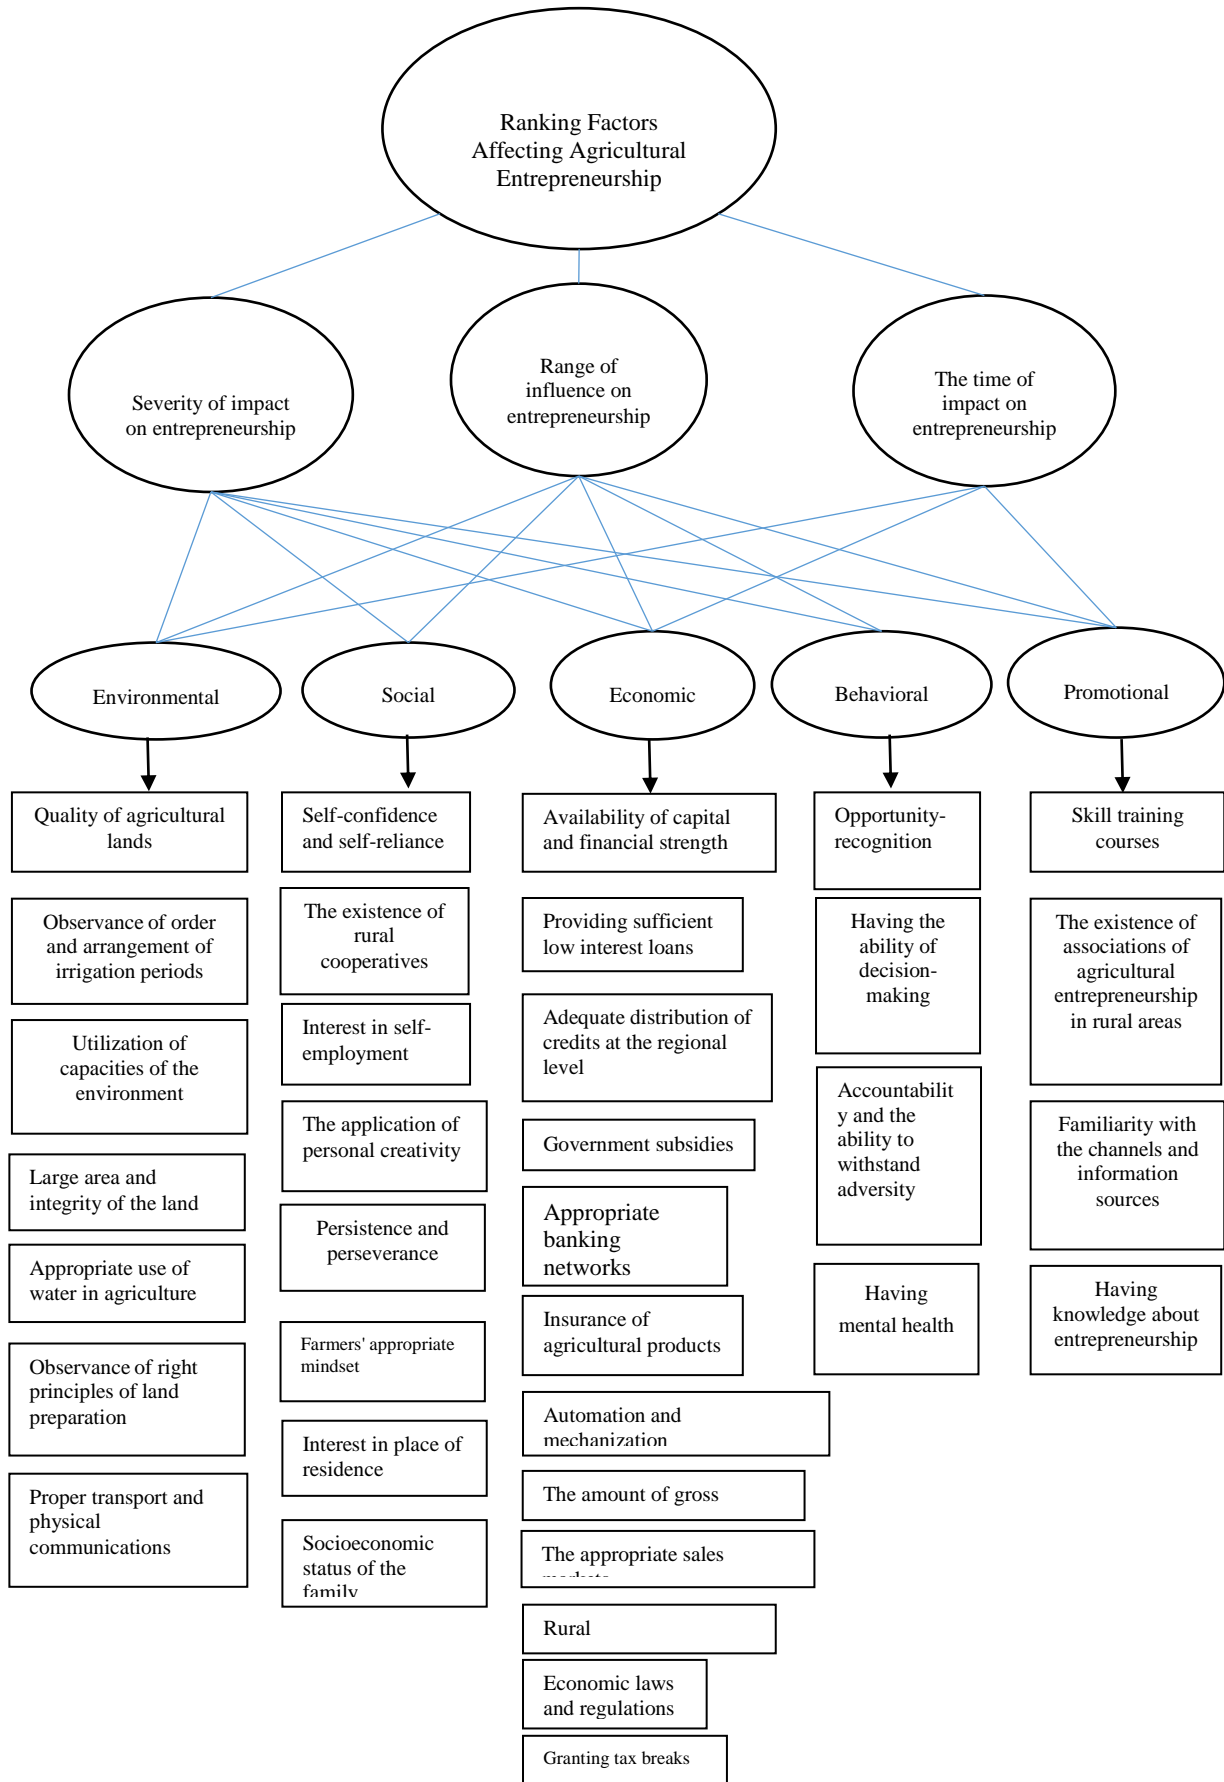 Ranking Factors
Affecting Agricultural
Entrepreneurship
Severity of impact
on entrepreneurship
Range of
influence on
entrepreneurship
The time of
impact on
entrepreneurship
Environmental
Social
Economic
Behavioral
Promotional
Quality of agricultural
lands
Observance of order
and arrangement of
irrigation periods
Utilization of
capacities of the
environment
Large area and
integrity of the land
Appropriate use of
water in agriculture
Observance of right
principles of land
preparation
Proper transport and
physical
communications
Self-confidence
and self-reliance
The existence of
rural
cooperatives
Interest in self-
employment
The application of
personal creativity
Persistence and
perseverance
Farmers' appropriate
mindset
Interest in place of
residence
Socioeconomic
status of the
family
Availability of capital
and financial strength
Providing sufficient
low interest loans
Adequate distribution of
credits at the regional
level
Government subsidies
Appropriate
banking
networks
Insurance of
agricultural products
Automation and
mechanization
The amount of gross
The appropriate sales
markets
Rural
Economic laws
and regulations
Granting tax breaks
Opportunity-
recognition
Having the
ability of
decision-
making
Accountabilit
y and the
ability to
withstand
adversity
Having
mental health
Skill training
courses
The existence of
associations of
agricultural
entrepreneurship
in rural areas
Familiarity with
the channels and
information
sources
Having
knowledge about
entrepreneurship